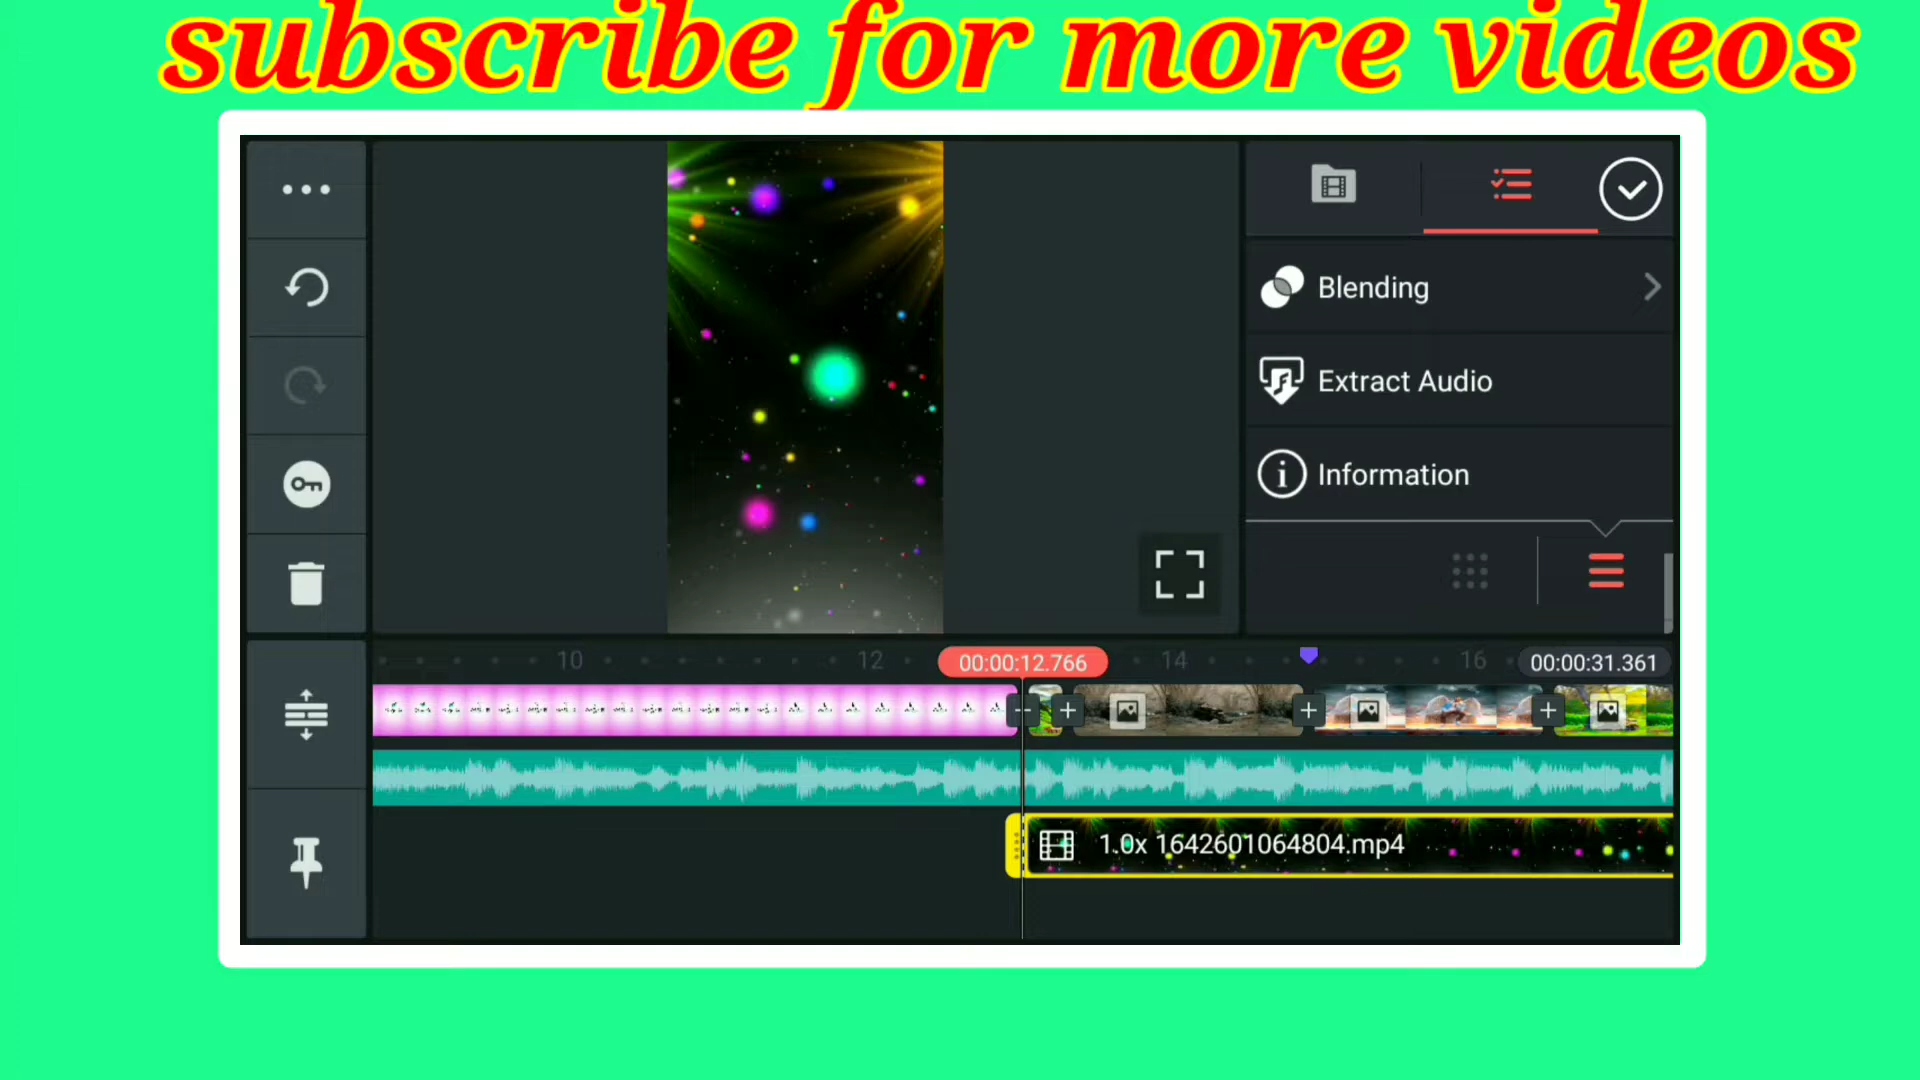 subscribe for more videos
Blending
Extract Audio
Information
10
12
00:00:12.766
14
16
00:00:31.361
1.0x 1642601064804.mp4